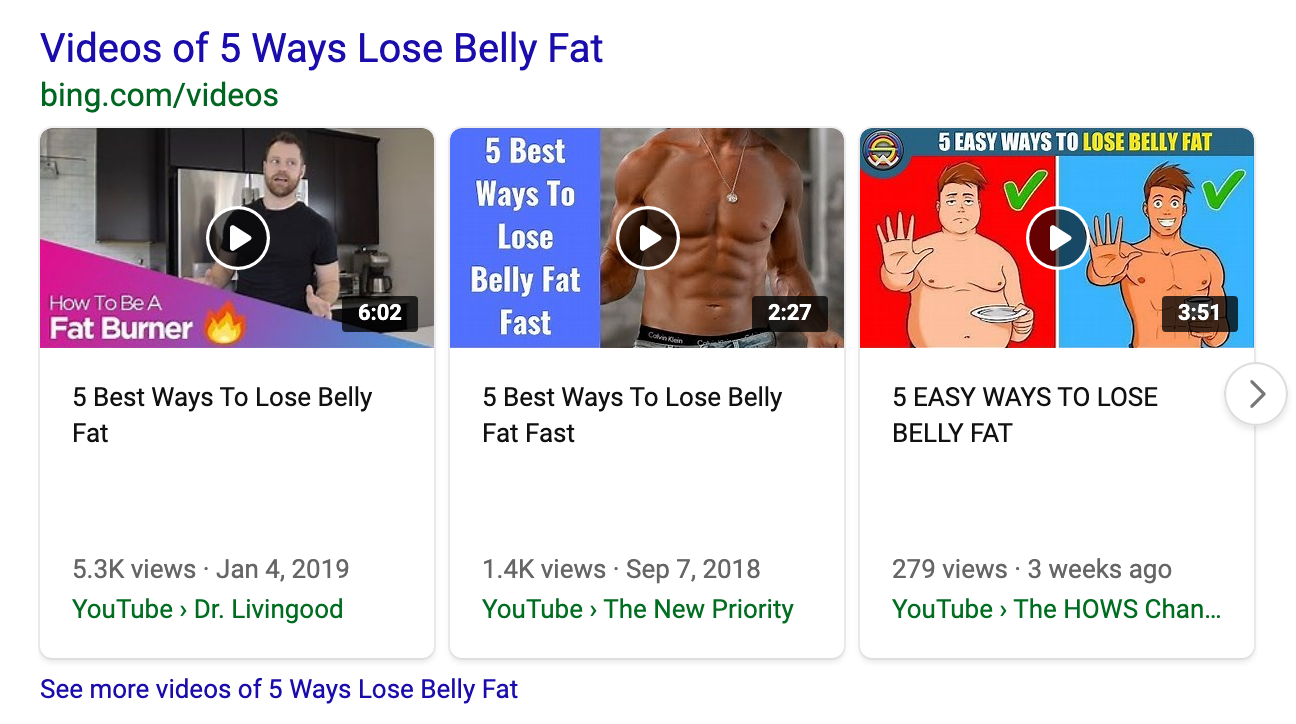 Videos of 5 Ways Lose Belly Fat
bing.com/videos
How To Be A
Fat Burner
6:02
5 Best
Ways To
Lose
Belly Fat
Fast
Calvin Klein
Calvin Klein
2:27
5 EASY WAYS TO LOSE BELLY FAT
3:51
5 Best Ways To Lose Belly
Fat
5.3K views · Jan 4, 2019
YouTube › Dr. Livingood
5 Best Ways To Lose Belly
Fat Fast
1.4K views · Sep 7, 2018
YouTube › The New Priority
5 EASY WAYS TO LOSE
BELLY FAT
279 views · 3 weeks ago
YouTube › The HOWS Chan...
See more videos of 5 Ways Lose Belly Fat